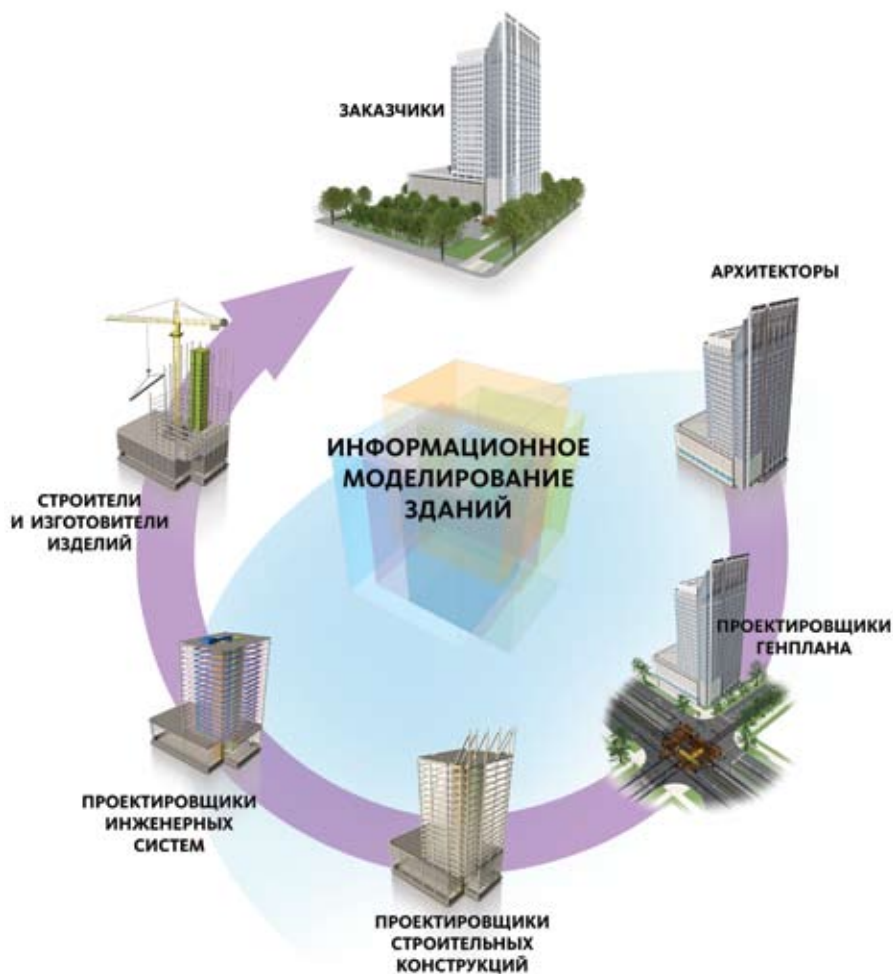 ЗАКАЗЧИКИ
АРХИТЕКТОРЫ
ИНФОРМАЦИОННОЕ
МОДЕЛИРОВАНИЕ
ЗДАНИЙ
СТРОИТЕЛИ
И ИЗГОТОВИТЕЛИ
ИЗДЕЛИЙ
ПРОЕКТИРОВЩИКИ
ГЕНПЛАНА
ПРОЕКТИРОВЩИКИ
ИНЖЕНЕРНЫХ
СИСТЕМ
ПРОЕКТИРОВЩИКИ
СТРОИТЕЛЬНЫХ
КОНСТРУКЦИЙ